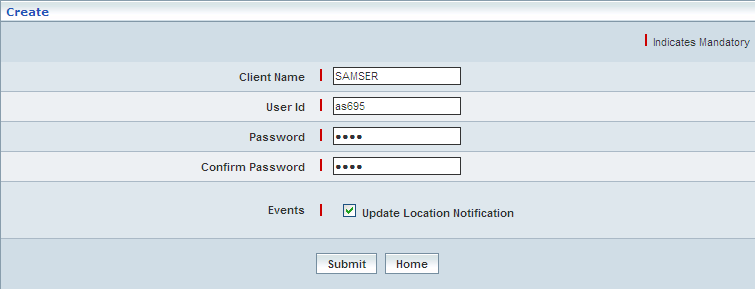 Create
Indicates Mandatory
Client Name SAMSER
User Id as695
Password ••••
Confirm Password ••••
Events Update Location Notification
Submit Home